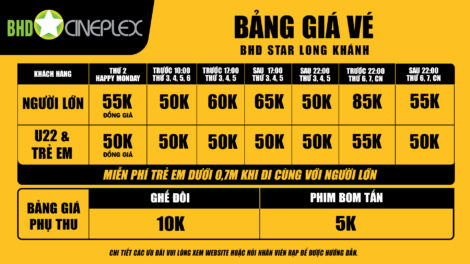 BHD CINEPLEX
BẢNG GIÁ VÉ
BHD STAR LONG KHÁNH
KHÁCH HÀNG
THỨ 2
HAPPY MONDAY
TRƯỚC 10:00
THỨ 3, 4, 5, 6
TRƯỚC 17:00
THỨ 3, 4, 5
SAU 17:00
THỨ 3, 4, 5
SAU 22:00
THỨ 3, 4, 5
TRƯỚC 22:00
THỨ 6, 7, CN
SAU 22:00
THỨ 6, 7, CN
NGƯỜI LỚN
55K
ĐỒNG GIÁ
50K
60K
65K
50K
85K
55K
U22 &
TRẺ EM
50K
ĐỒNG GIÁ
50K
50K
50K
50K
55K
50K
MIỄN PHÍ TRẺ EM DƯỚI 0,7M KHI ĐI CÙNG VỚI NGƯỜI LỚN
BẢNG GIÁ
PHỤ THU
GHẾ ĐÔI
PHIM BOM TẤN
10K
5K
CHI TIẾT CÁC ƯU ĐÃI VUI LÒNG XEM WEBSITE HOẶC HỎI NHÂN VIÊN RẠP ĐỂ ĐƯỢC HƯỚNG DẪN.